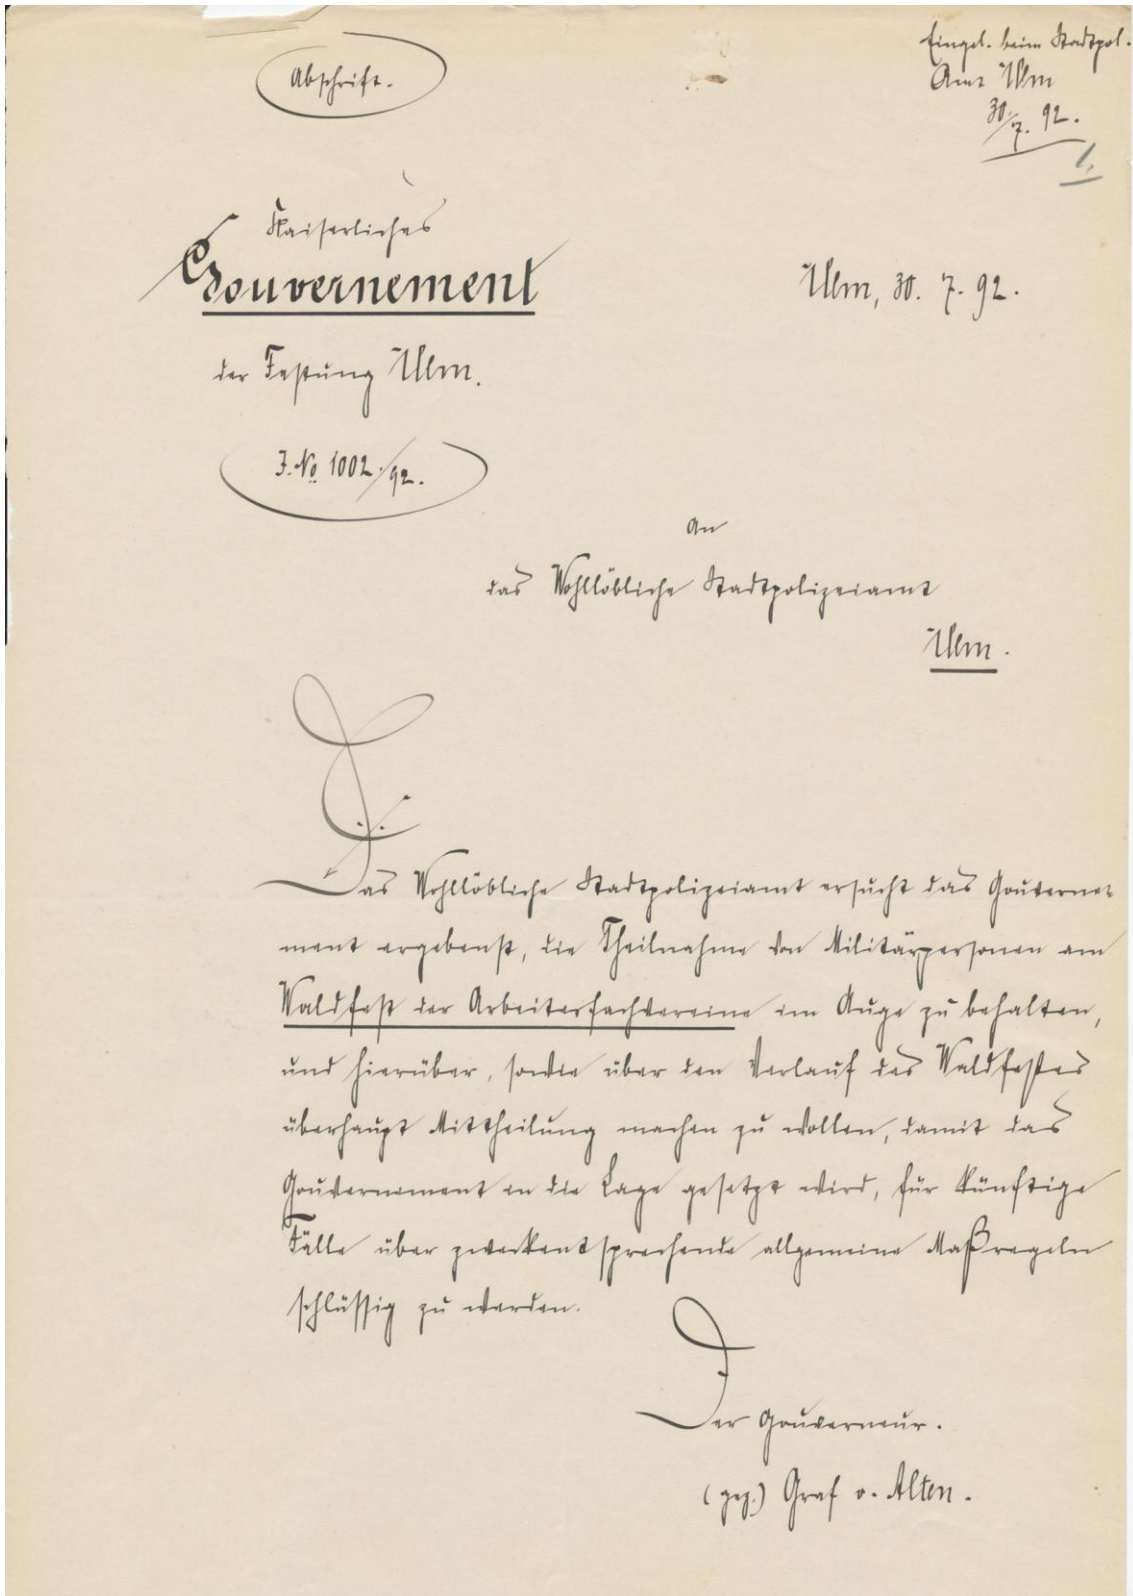 Abschrift.
Eingel. beim Stadtpol.
Amt Ulm
30/7. 92.
1.
Kaiserliches
Gouvernement
der Festung Ulm.
Ulm, 30. 7. 92.
J. No 1002./92.
An
das Wohllöbliche Stadtpolizeiamt
Ulm.
Das Wohllöbliche Stadtpolizeiamt ersucht das Gouverne-
ment ergebenst, die Theilnahme von Militärpersonen am
Waldfest der Arbeiterfachvereine im Auge zu behalten,
und hierüber, sowie über den Verlauf des Waldfestes
überhaupt Mittheilung machen zu wollen, damit das
Gouvernement in die Lage gesetzt wird, für künftige
Fälle über zweckentsprechende allgemeine Maßregeln
schlüssig zu werden.
Der Gouverneur.
(gez.) Graf v. Alten.